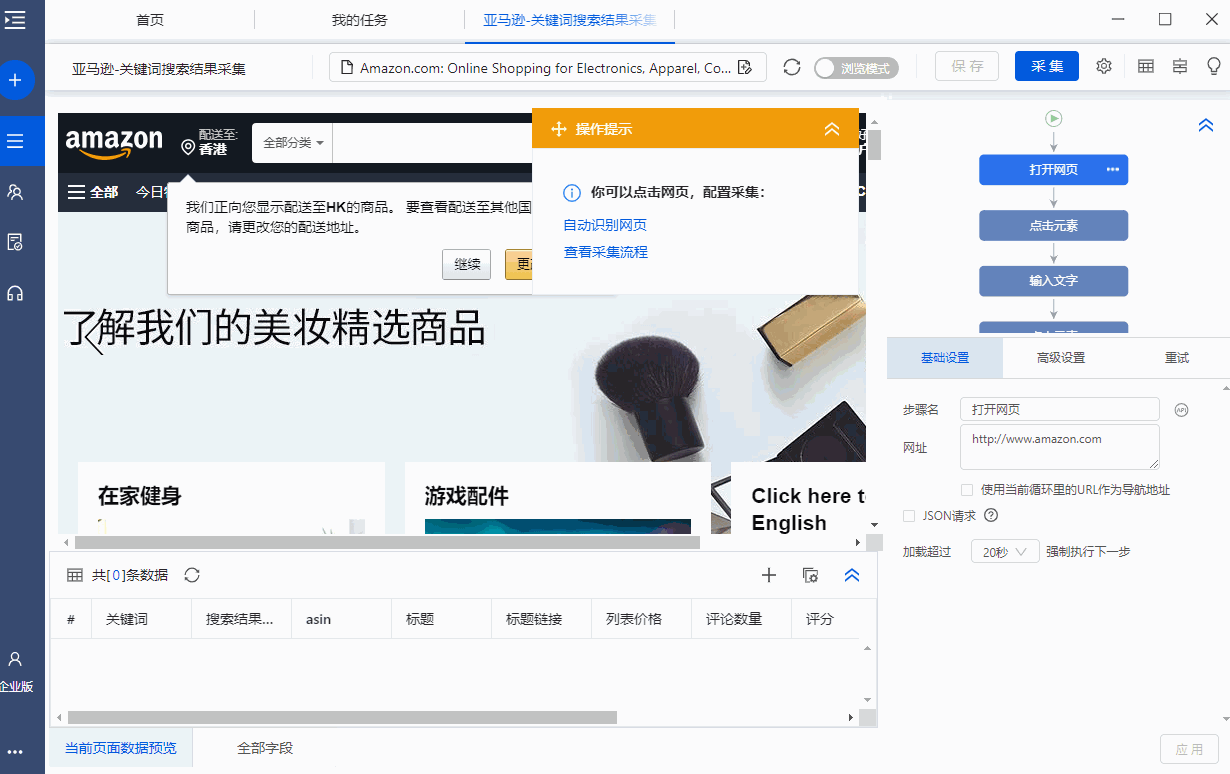 首页
我的任务
亚马逊-关键词搜索结果采集
亚马逊-关键词搜索结果采集
Amazon.com: Online Shopping for Electronics, Apparel, Co...
浏览模式
保存
采集
amazon
配送至:
香港
全部分类
全部
今日
我们正向您显示配送至HK的商品。 要查看配送至其他国
商品，请更改您的配送地址。
继续
更
操作提示
你可以点击网页，配置采集：
自动识别网页
查看采集流程
了解我们的美妆精选商品
在家健身
游戏配件
Click here to
English
共[0]条数据
# 关键词 搜索结果... asin 标题 标题链接 列表价格 评论数量 评分
当前页面数据预览
全部字段
企业版
打开网页
点击元素
输入文字
基础设置
高级设置
重试
步骤名
打开网页
API
网址
http://www.amazon.com
使用当前循环里的URL作为导航地址
JSON请求
加载超过
20秒
强制执行下一步
应用